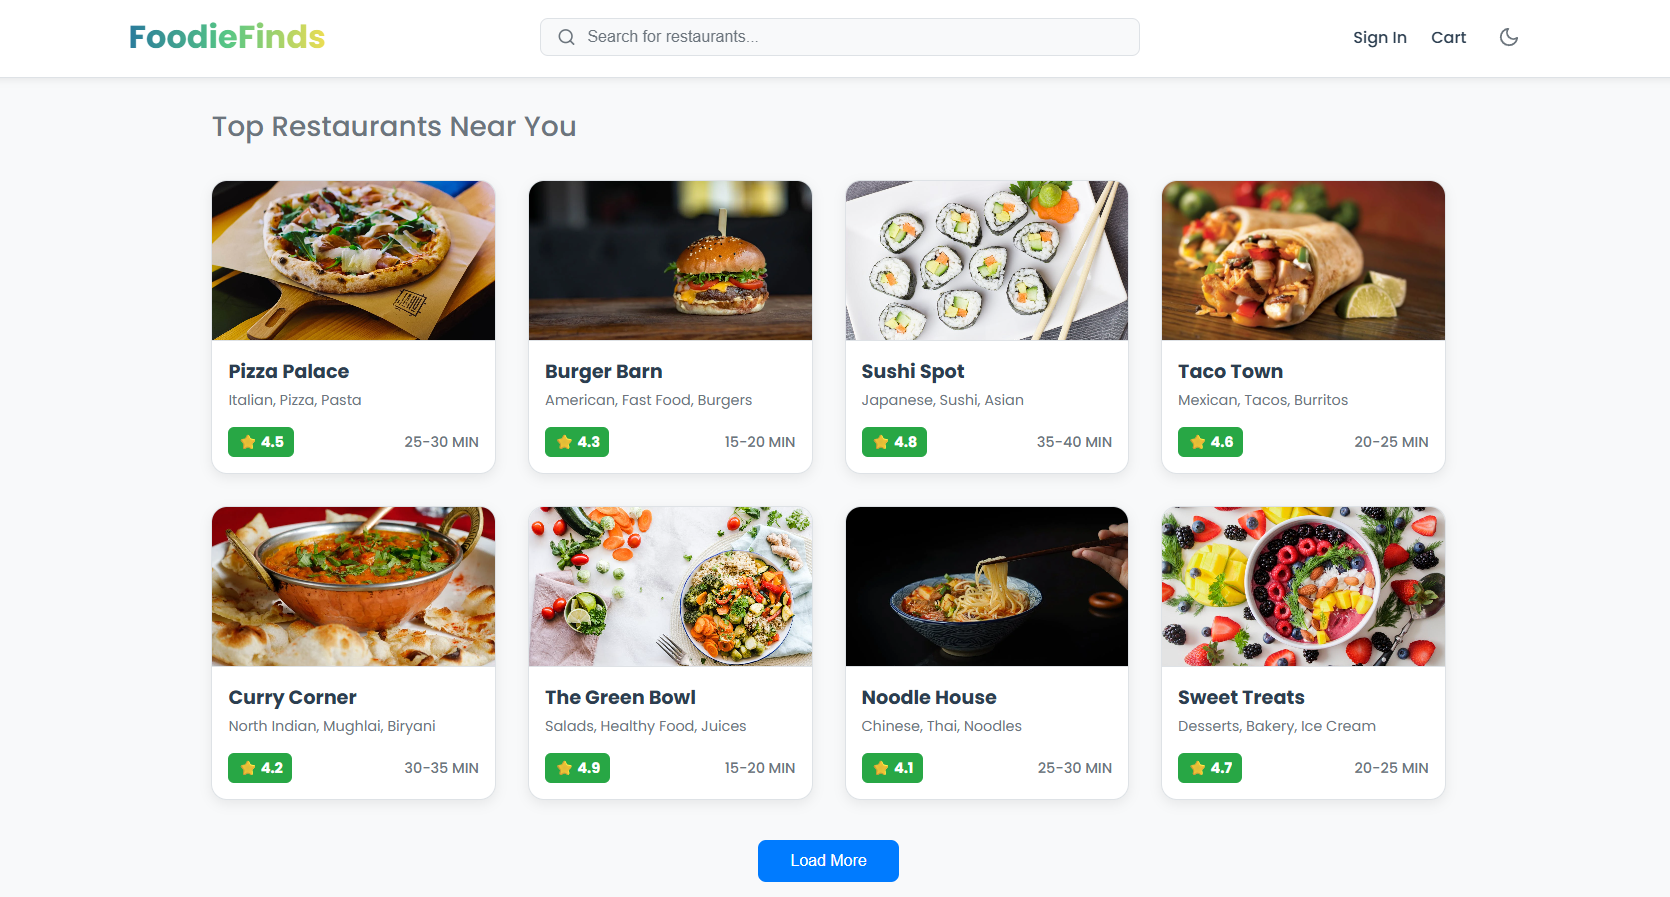 FoodieFinds
Search for restaurants...
Sign In
Cart
Top Restaurants Near You
Pizza Palace
Italian, Pizza, Pasta
4.5
25-30 MIN
Burger Barn
American, Fast Food, Burgers
4.3
15-20 MIN
Sushi Spot
Japanese, Sushi, Asian
4.8
35-40 MIN
Taco Town
Mexican, Tacos, Burritos
4.6
20-25 MIN
Curry Corner
North Indian, Mughlai, Biryani
4.2
30-35 MIN
The Green Bowl
Salads, Healthy Food, Juices
4.9
15-20 MIN
Noodle House
Chinese, Thai, Noodles
4.1
25-30 MIN
Sweet Treats
Desserts, Bakery, Ice Cream
4.7
20-25 MIN
Load More